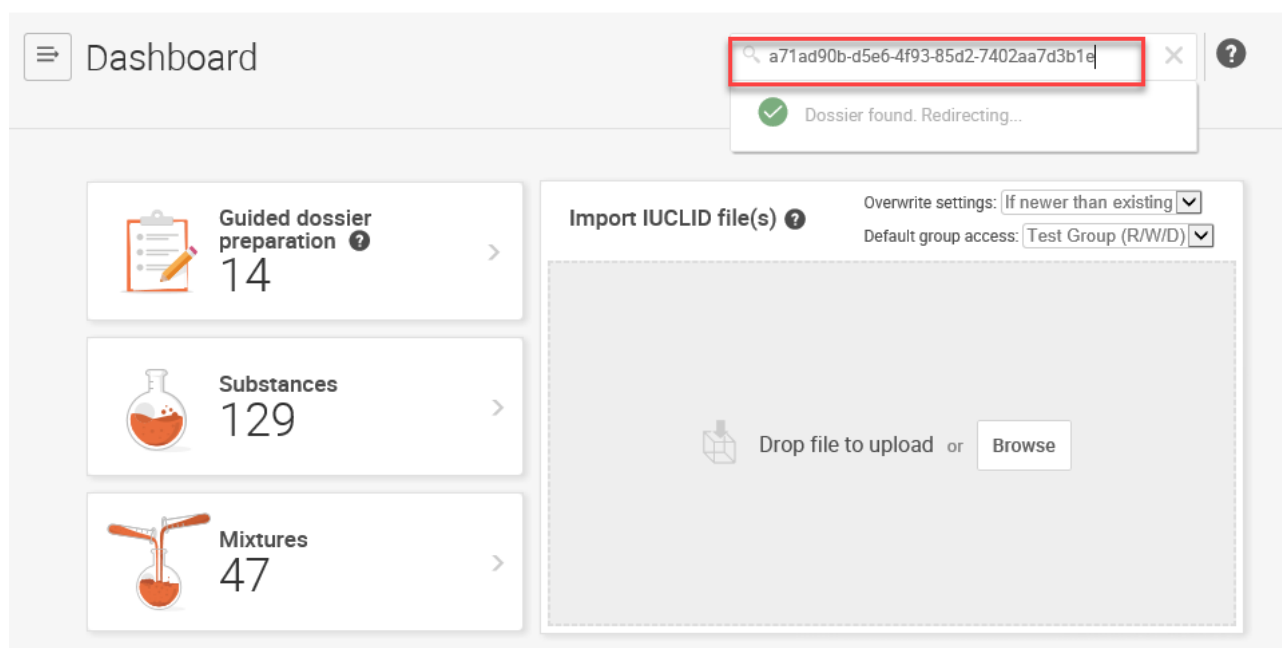 Dashboard
a71ad90b-d5e6-4f93-85d2-7402aa7d3b1e
Dossier found. Redirecting...
Guided dossier
preparation ?
14
Substances
129
Mixtures
47
Import IUCLID file(s) ?
Overwrite settings: If newer than existing
Default group access: Test Group (R/W/D)
Drop file to upload or Browse